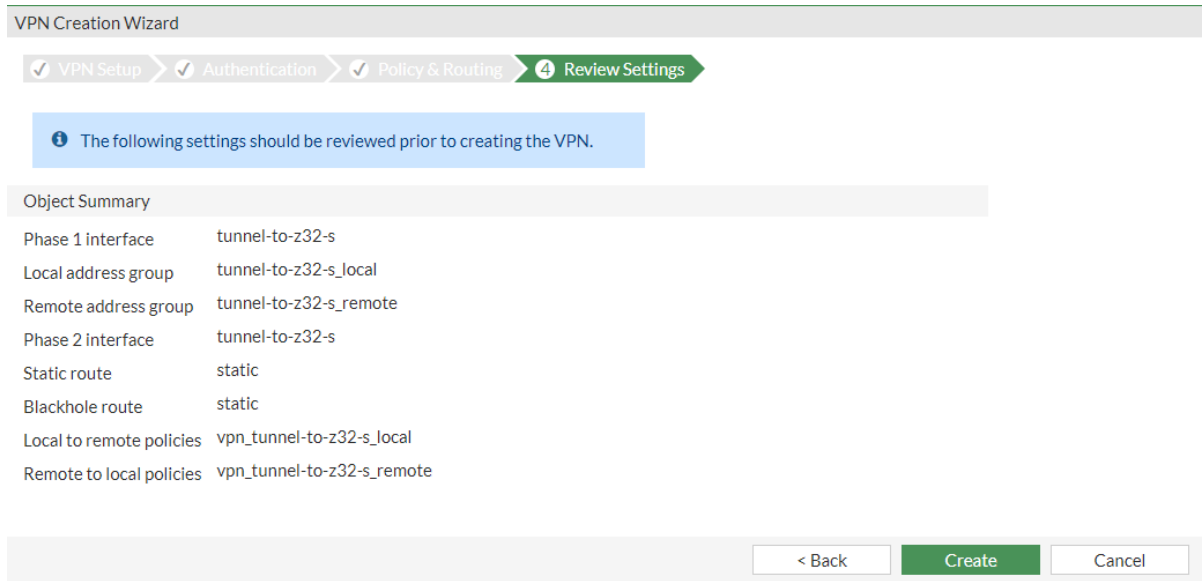 VPN Creation Wizard
VPN Setup Authentication Policy & Routing 4 Review Settings
The following settings should be reviewed prior to creating the VPN.
Object Summary
Phase 1 interface tunnel-to-z32-s
Local address group tunnel-to-z32-s_local
Remote address group tunnel-to-z32-s_remote
Phase 2 interface tunnel-to-z32-s
Static route static
Blackhole route static
Local to remote policies vpn_tunnel-to-z32-s_local
Remote to local policies vpn_tunnel-to-z32-s_remote
< Back Create Cancel